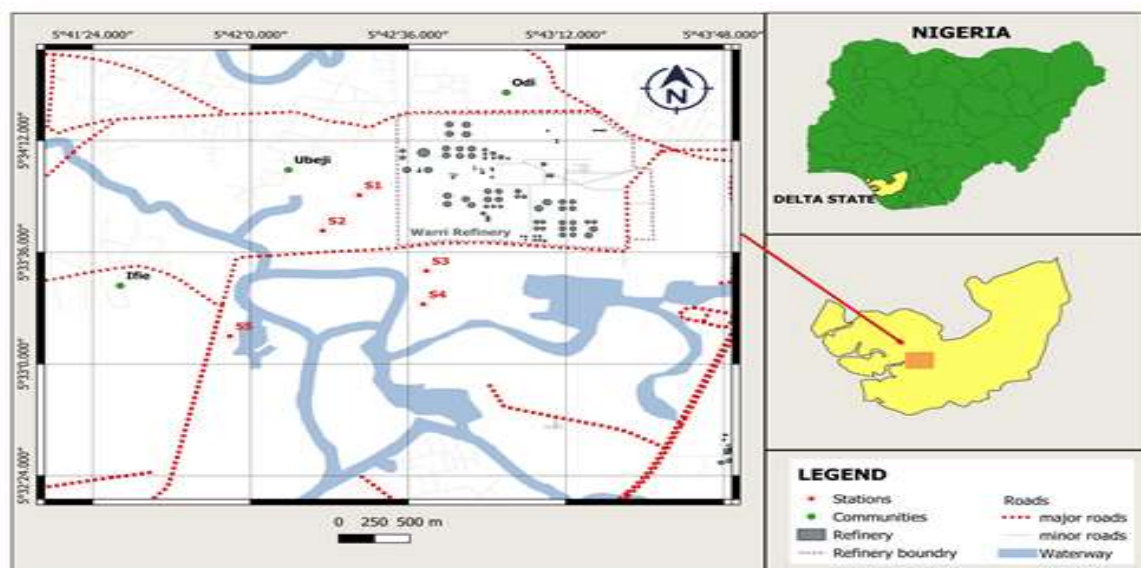 5°41'24.000" 5°42'0.000" 5°42'36.000" 5°43'12.000" 5°43'48.000"
NIGERIA
Odi
N
5°34'12.000"
Ubeji
S1
DELTA STATE
S2
Warri Refinery
5°33'36.000"
S3
Ifie
S4
S5
5°33'0.000"
5°32'24.000"
LEGEND
Stations
Roads
Communities
major roads
Refinery
minor roads
Refinery boundry
Waterway
0 250 500 m